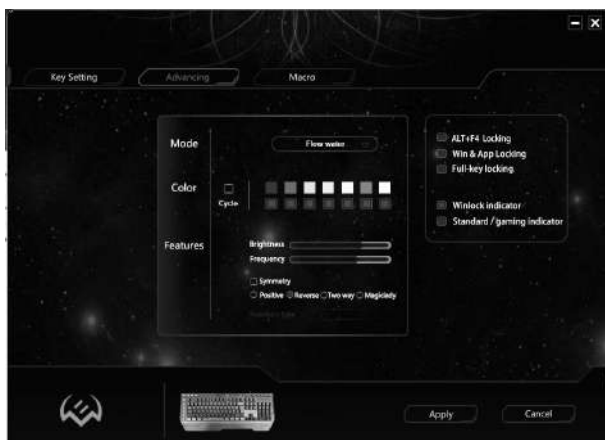 Key Setting
Advancing
Macro
Mode
Flow water
Color
Cycle
Features
Brightness
Frequency
Symmetry
Positive Reverse Two way Magiclady
ALT+F4 Locking
Win & App Locking
Full-key locking
Winlock indicator
Standard / gaming indicator
Apply
Cancel